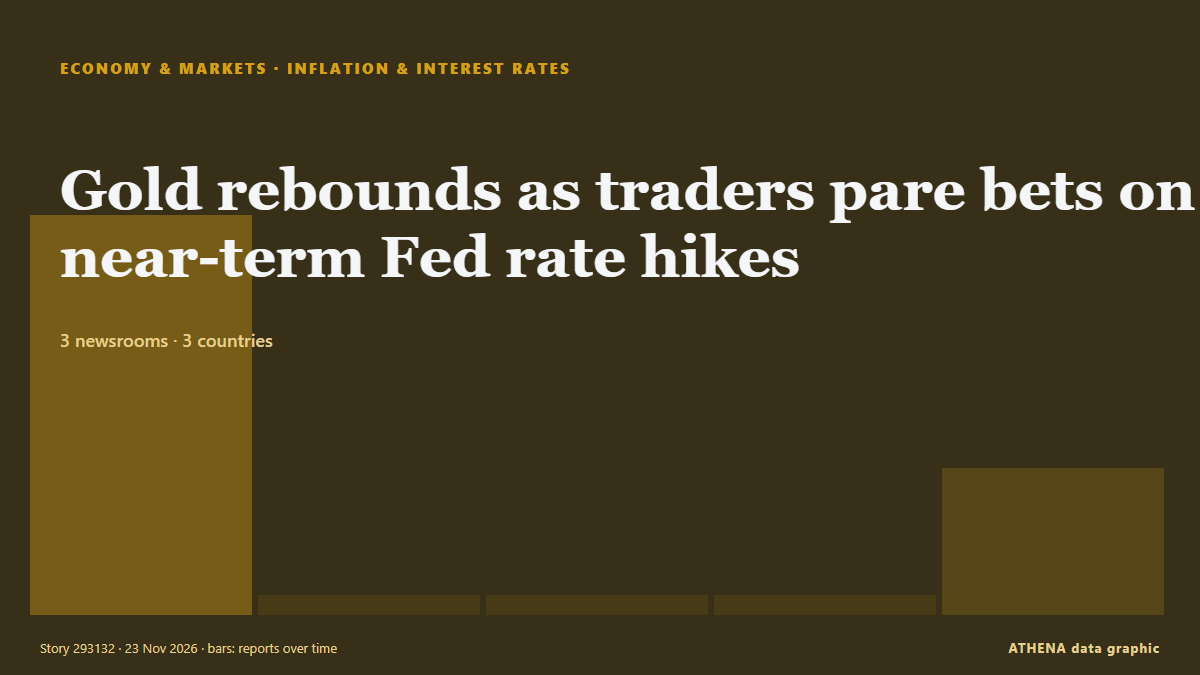 ECONOMY & MARKETS · INFLATION & INTEREST RATES
Gold rebounds as traders pare bets on
near-term Fed rate hikes
3 newsrooms · 3 countries
Story 293132 · 23 Nov 2026 · bars: reports over time
ATHENA data graphic